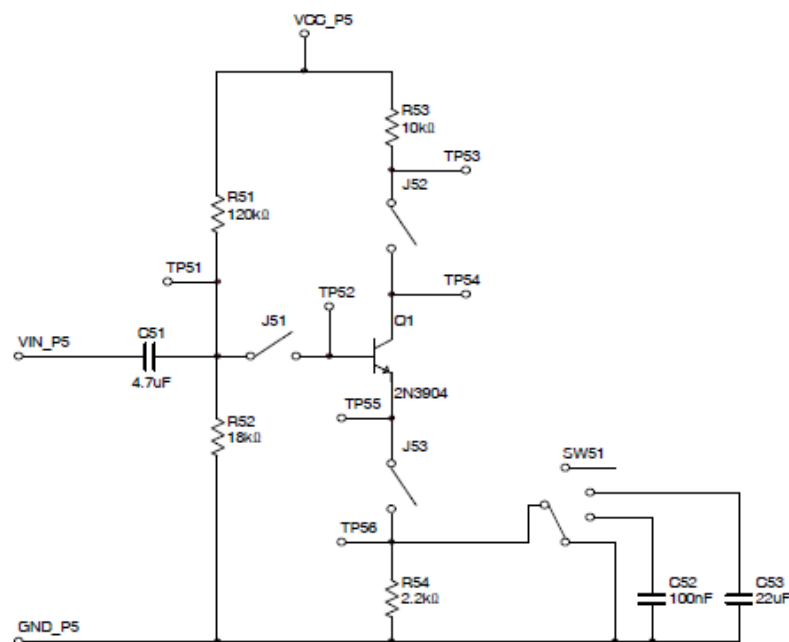 VCC_P5
R53
10kΩ
TP53
J52
R51
120kΩ
TP51
TP52
TP54
J51
Q1
C51
VIN_P5
4.7uF
2N3904
TP55
R52
18kΩ
J53
SW51
TP56
R54
2.2kΩ
C52
100nF
C53
22uF
GND_P5